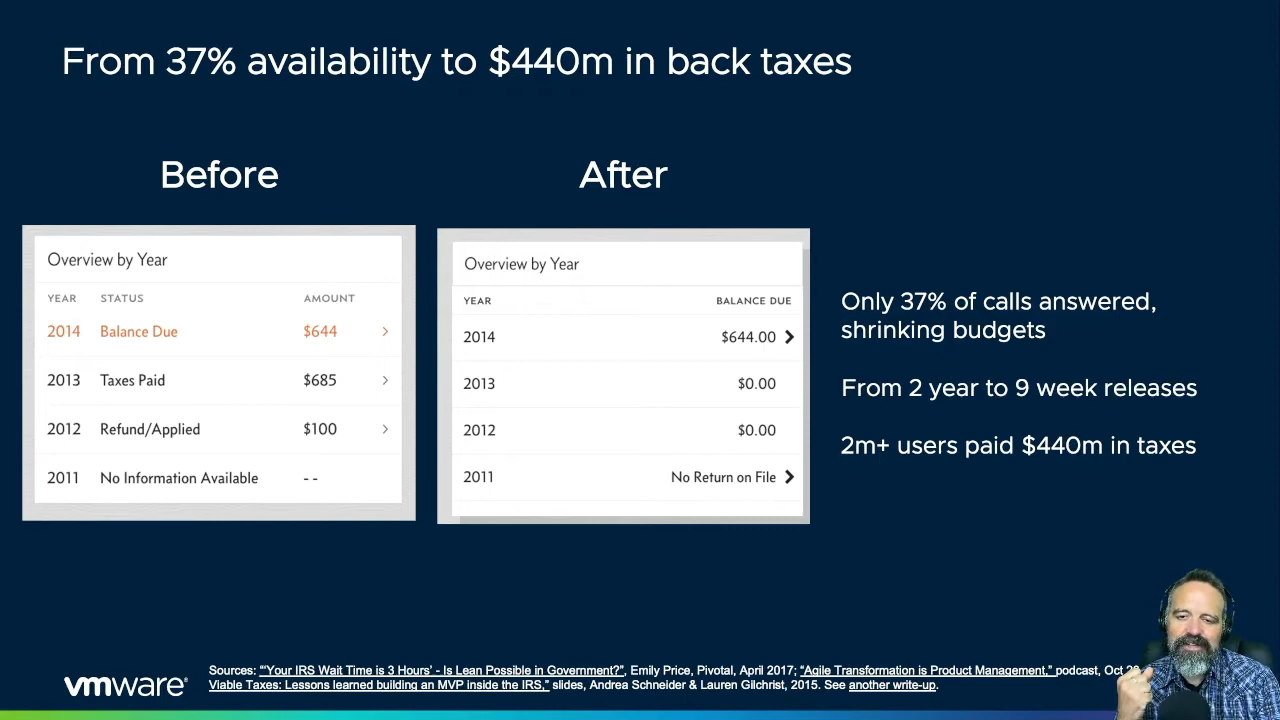 From 37% availability to $440m in back taxes
Before
After
Overview by Year
YEAR STATUS AMOUNT
2014 Balance Due $644 >
2013 Taxes Paid $685 >
2012 Refund/Applied $100 >
2011 No Information Available - -
Overview by Year
YEAR BALANCE DUE
2014 $644.00 >
2013 $0.00
2012 $0.00
2011 No Return on File >
Only 37% of calls answered,
shrinking budgets
From 2 year to 9 week releases
2m+ users paid $440m in taxes
vmware®
Sources: “‘Your IRS Wait Time is 3 Hours’ - Is Lean Possible in Government?”, Emily Price, Pivotal, April 2017; “Agile Transformation is Product Management,” podcast, Oct
Viable Taxes: Lessons learned building an MVP inside the IRS,” slides, Andrea Schneider & Lauren Gilchrist, 2015. See another write-up.